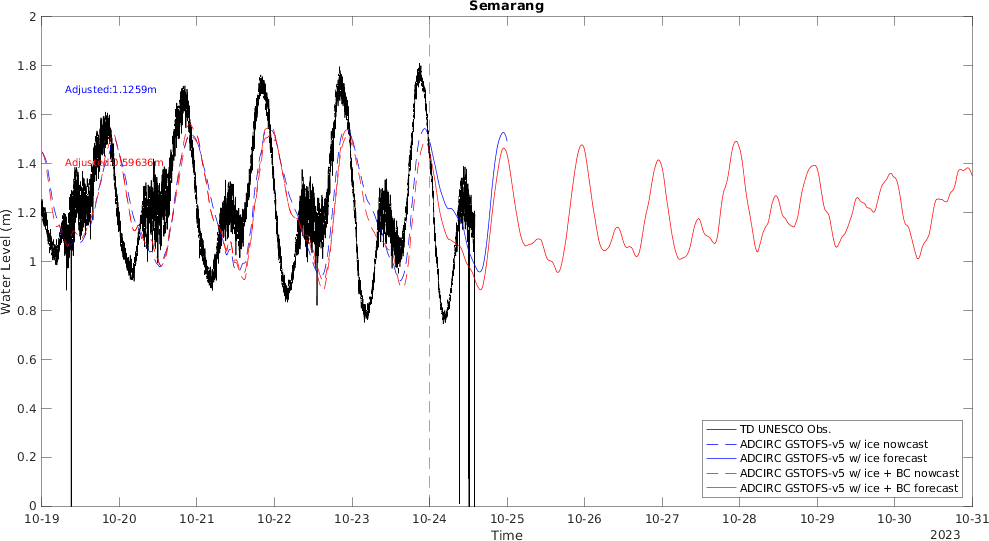 Semarang
2
1.8
1.6
1.4
1.2
1
0.8
0.6
0.4
0.2
0
Water Level (m)
Adjusted:1.1259m
Adjusted:0.59636m
TD UNESCO Obs.
ADCIRC GSTOFS-v5 w/ ice nowcast
ADCIRC GSTOFS-v5 w/ ice forecast
ADCIRC GSTOFS-v5 w/ ice + BC nowcast
ADCIRC GSTOFS-v5 w/ ice + BC forecast
10-19 10-20 10-21 10-22 10-23 10-24 10-25 10-26 10-27 10-28 10-29 10-30 10-31
Time
2023